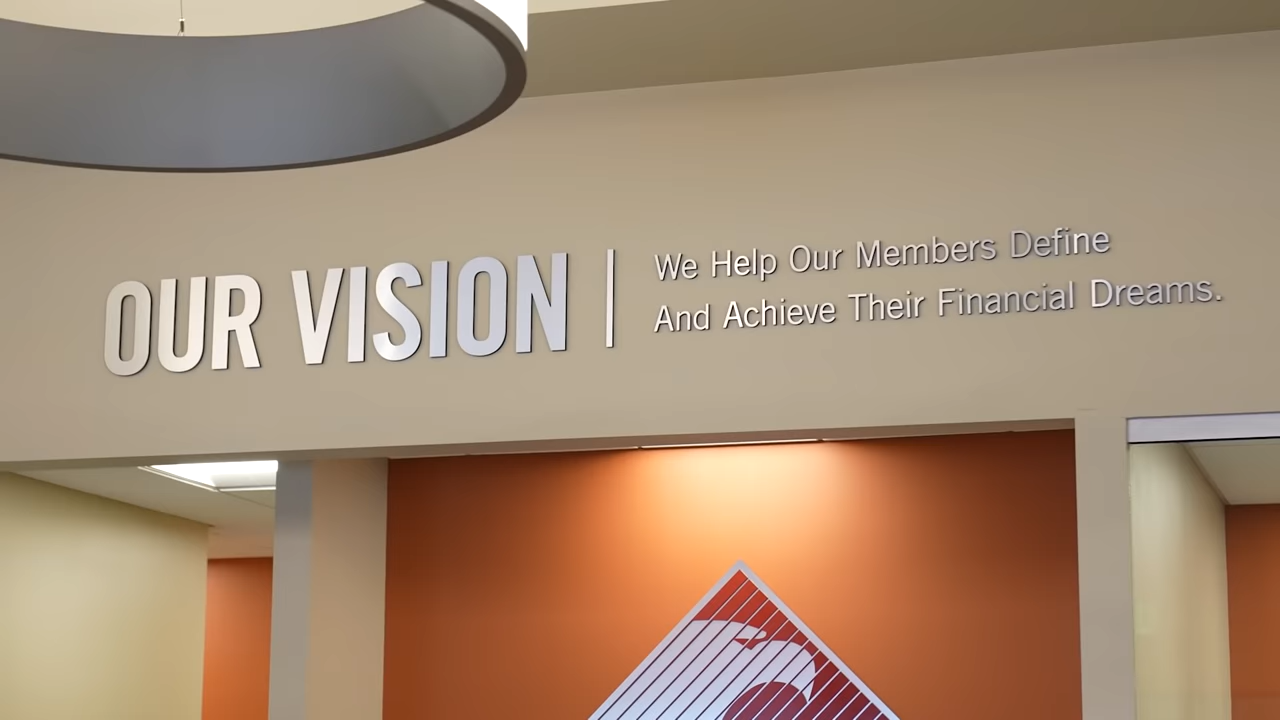 OUR VISION | We Help Our Members Define
And Achieve Their Financial Dreams.